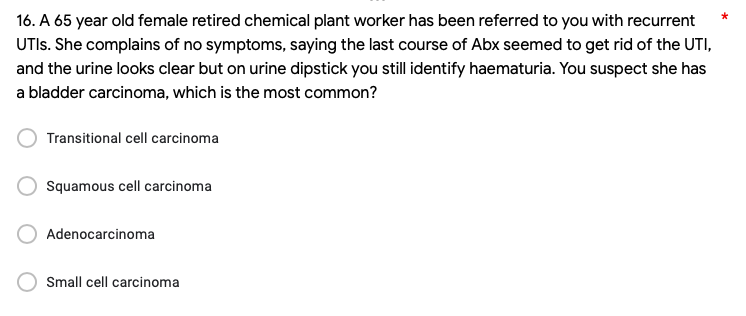 16. A 65 year old female retired chemical plant worker has been referred to you with recurrent *
UTIs. She complains of no symptoms, saying the last course of Abx seemed to get rid of the UTI,
and the urine looks clear but on urine dipstick you still identify haematuria. You suspect she has
a bladder carcinoma, which is the most common?
Transitional cell carcinoma
Squamous cell carcinoma
Adenocarcinoma
Small cell carcinoma